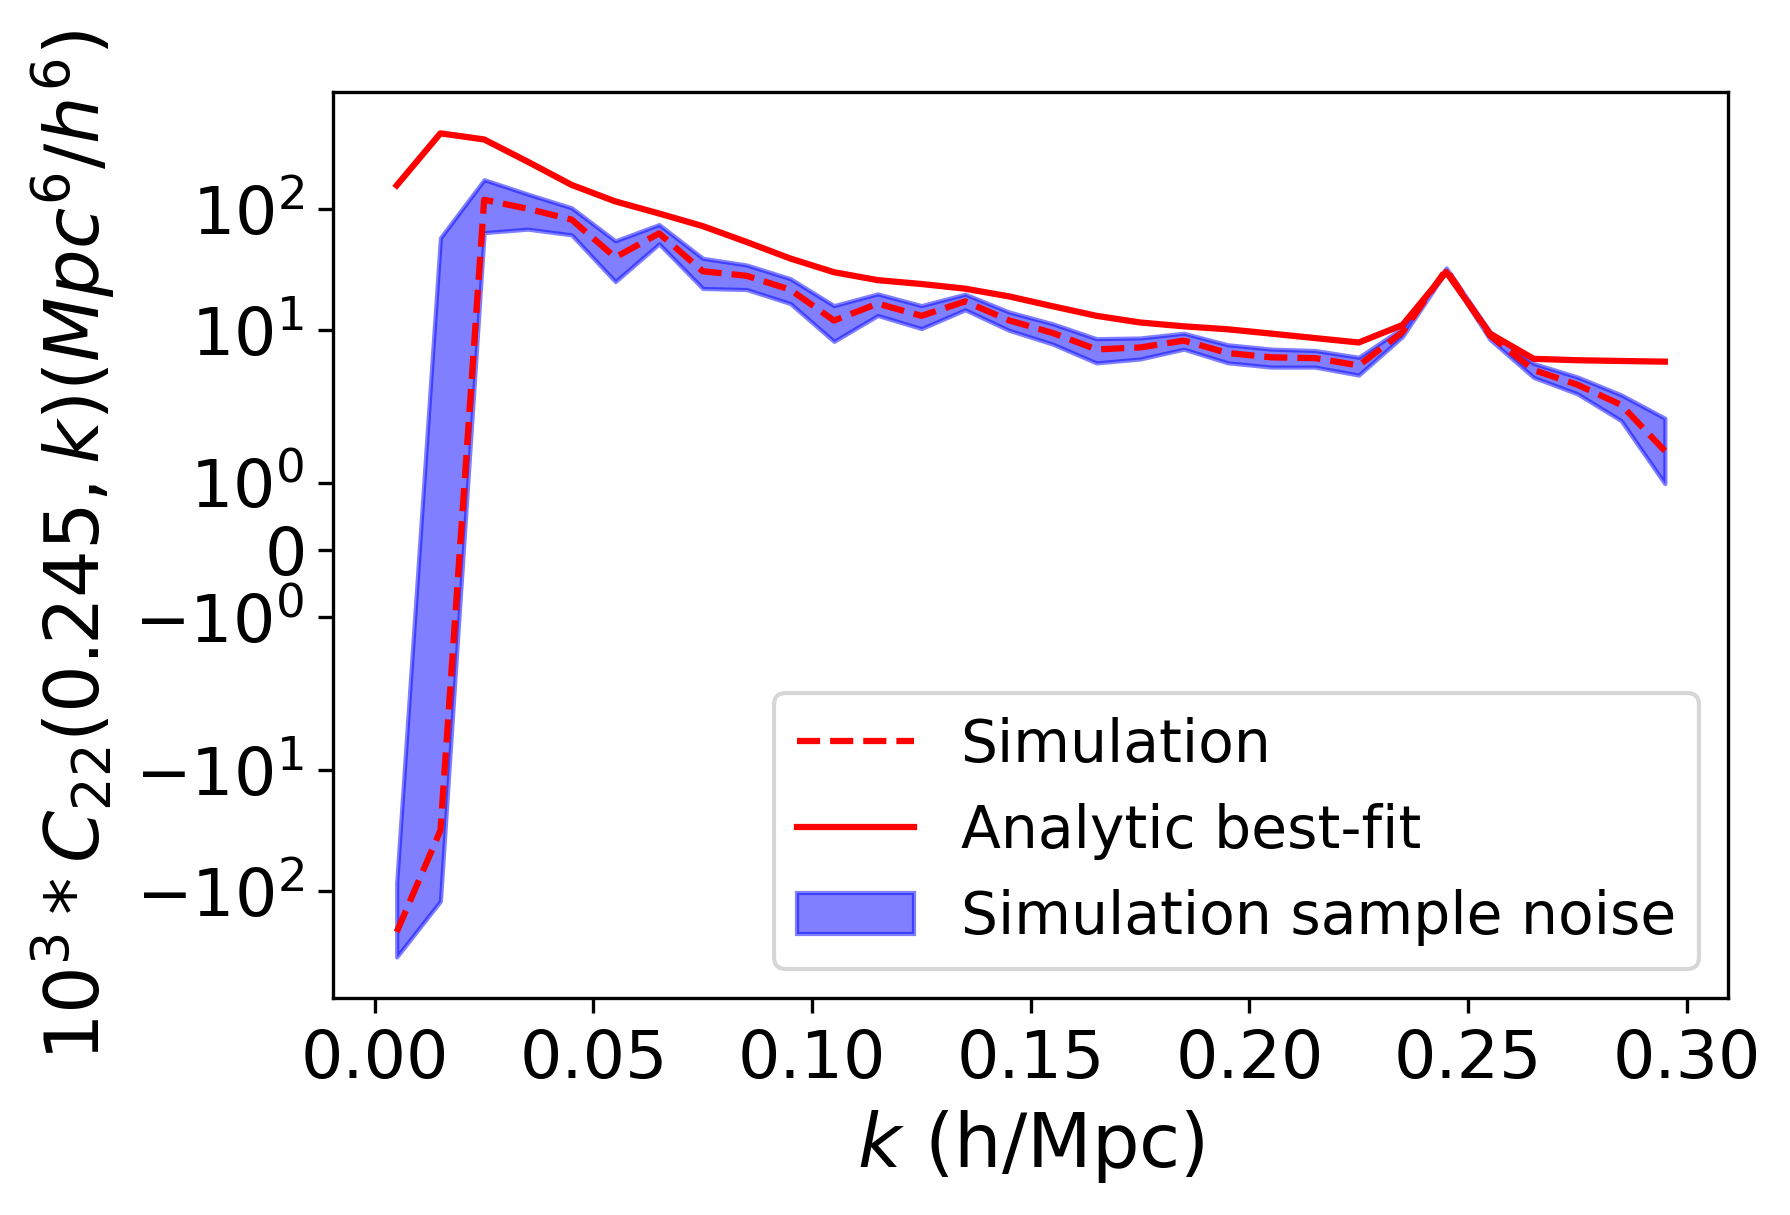 10³ * C₂₂(0.245, k)(Mpc⁶/h⁶)
10²
10¹
10⁰
0
−10⁰
−10¹
−10²
Simulation
Analytic best-fit
Simulation sample noise
0.00 0.05 0.10 0.15 0.20 0.25 0.30
k (h/Mpc)